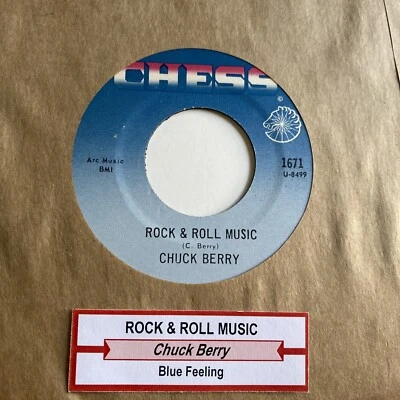 CHESS
©
Arc Music
BMI
1671
U-8499
ROCK & ROLL MUSIC
(C. Berry)
CHUCK BERRY
ROCK & ROLL MUSIC
Chuck Berry
Blue Feeling